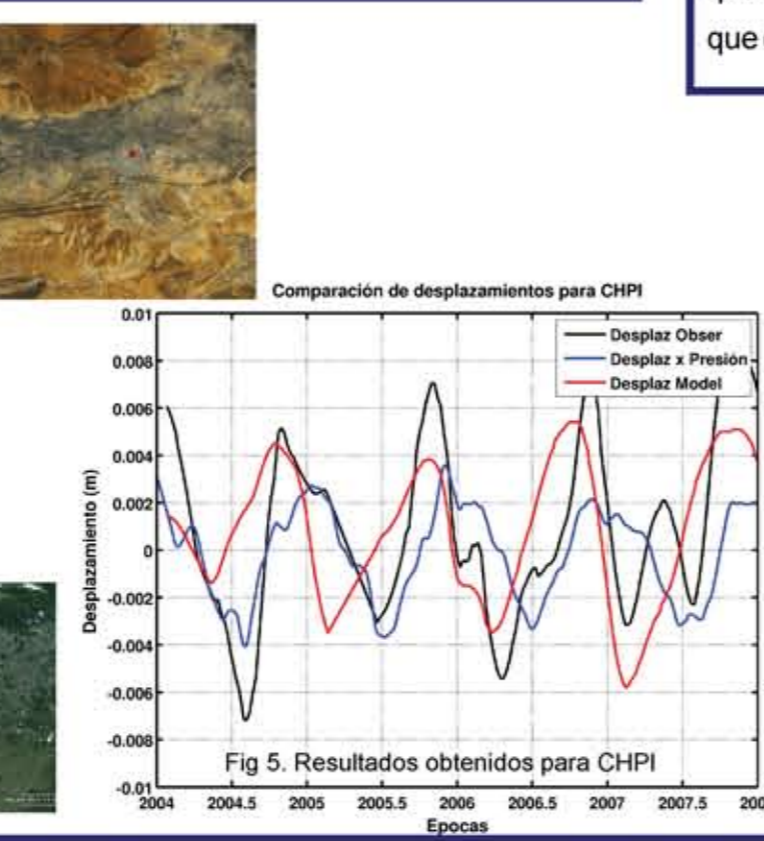 que
Comparación de desplazamientos para CHPI
Desplaz Obser
Desplaz x Presión
Desplaz Model
Desplazamiento (m)
0.01
0.008
0.006
0.004
0.002
0
-0.002
-0.004
-0.006
-0.008
-0.01
Fig 5. Resultados obtenidos para CHPI
2004 2004.5 2005 2005.5 2006 2006.5 2007 2007.5 200
Epocas